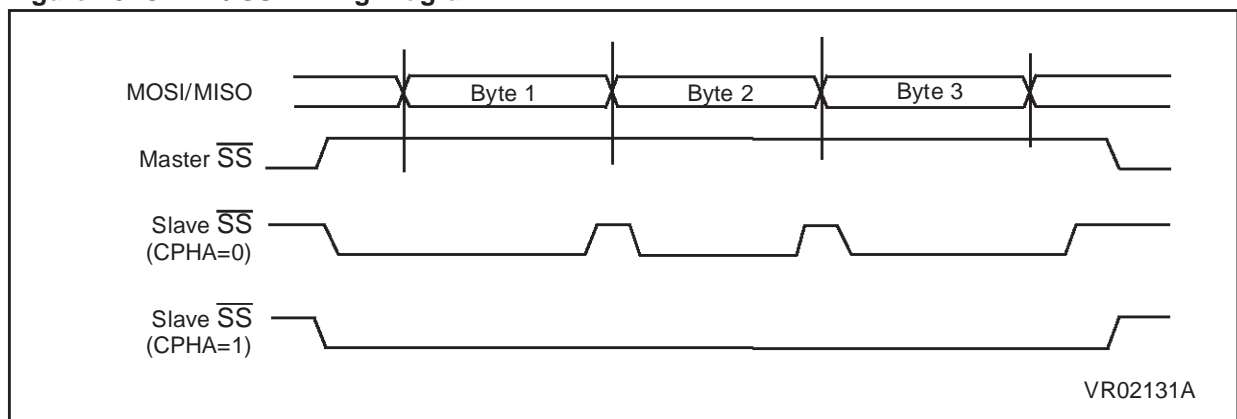 MOSI/MISO
Byte 1 Byte 2 Byte 3
Master SS
Slave SS
(CPHA=0)
Slave SS
(CPHA=1)
VR02131A